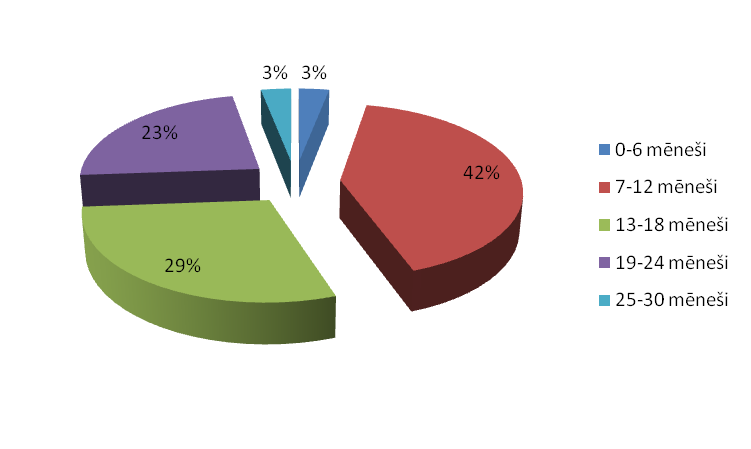 3% 3%
23%
42%
29%
0-6 mēneši
7-12 mēneši
13-18 mēneši
19-24 mēneši
25-30 mēneši